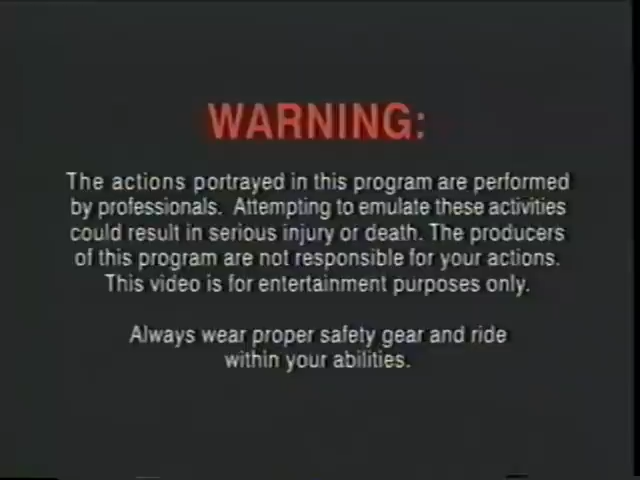 WARNING:
The actions portrayed in this program are performed
by professionals. Attempting to emulate these activities
could result in serious injury or death. The producers
of this program are not responsible for your actions.
This video is for entertainment purposes only.
Always wear proper safety gear and ride
within your abilities.